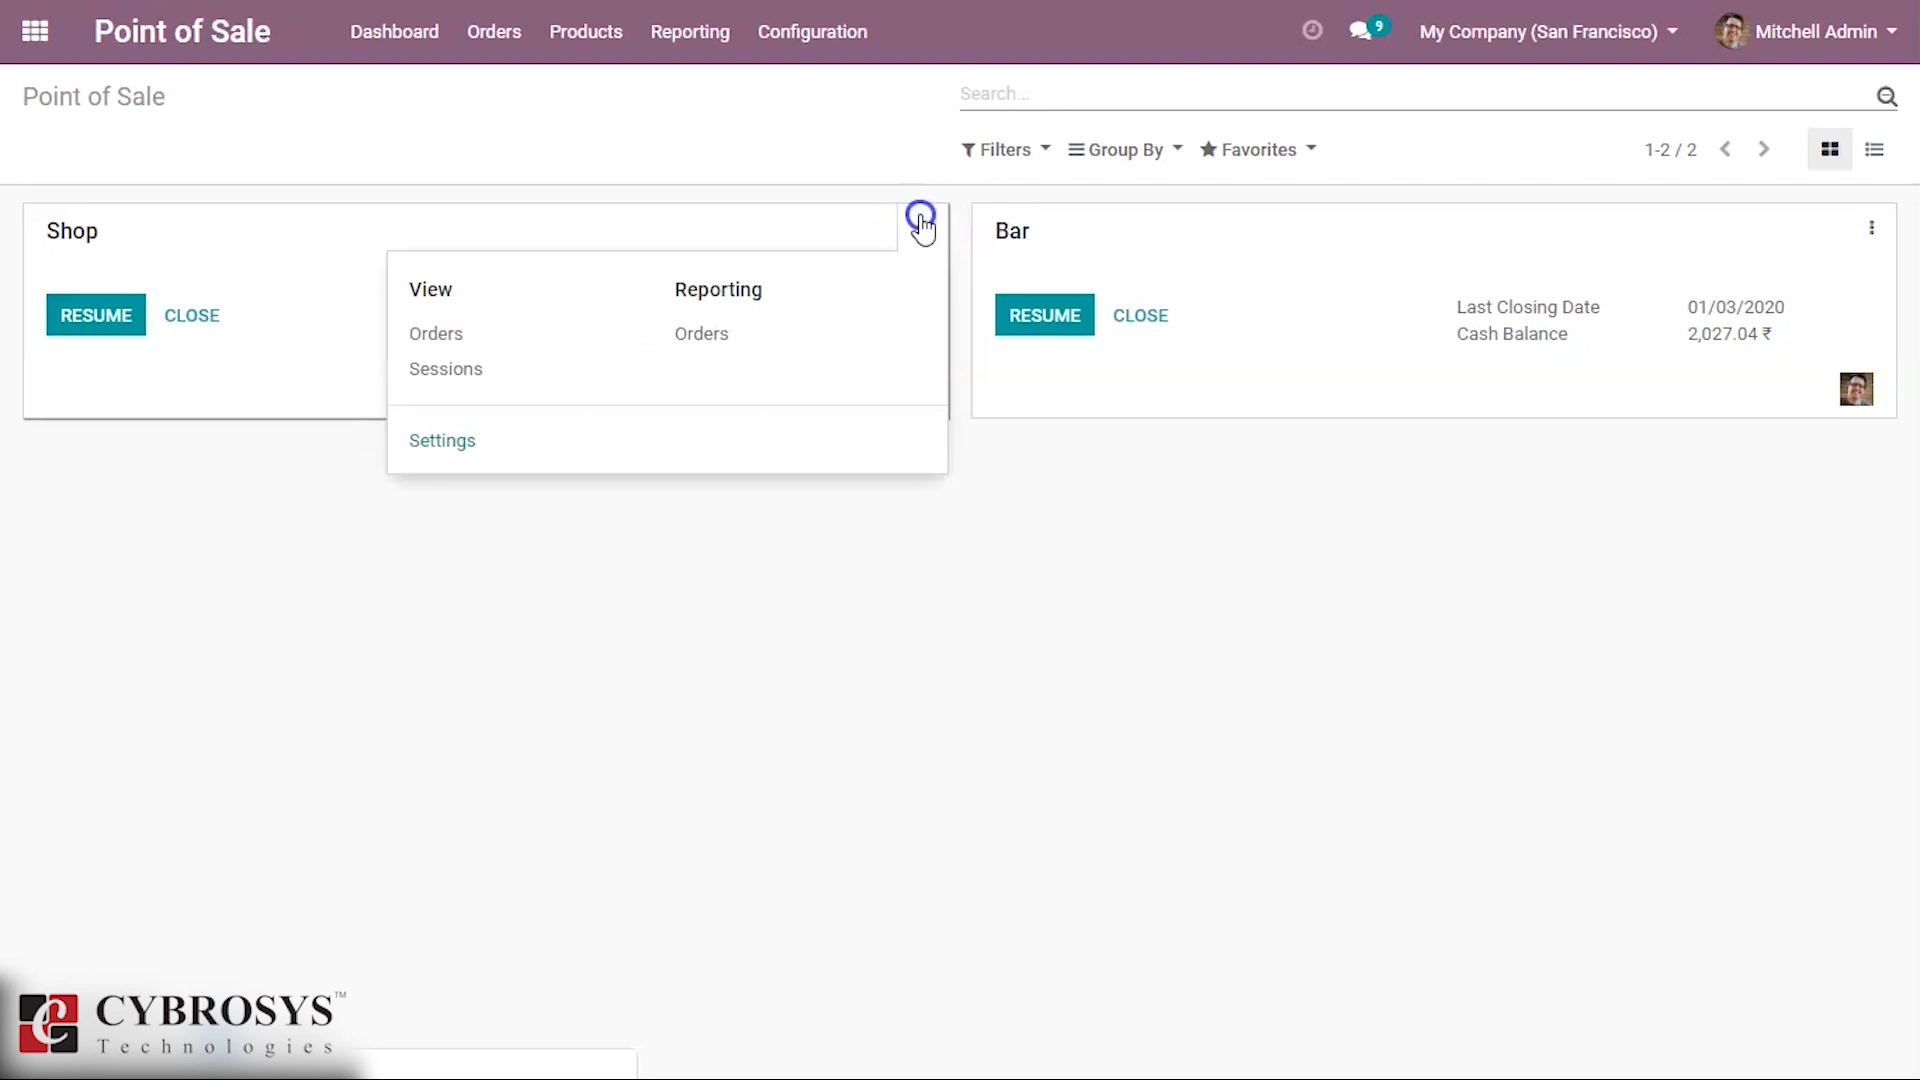 Point of Sale
Dashboard
Orders
Products
Reporting
Configuration
9
My Company (San Francisco)
Mitchell Admin
Point of Sale
Search...
Filters
Group By
Favorites
1-2 / 2
Shop
RESUME
CLOSE
View
Orders
Sessions
Reporting
Orders
Settings
Bar
RESUME
CLOSE
Last Closing Date 01/03/2020
Cash Balance 2,027.04 ₹
CYBROSYS™
Technologies